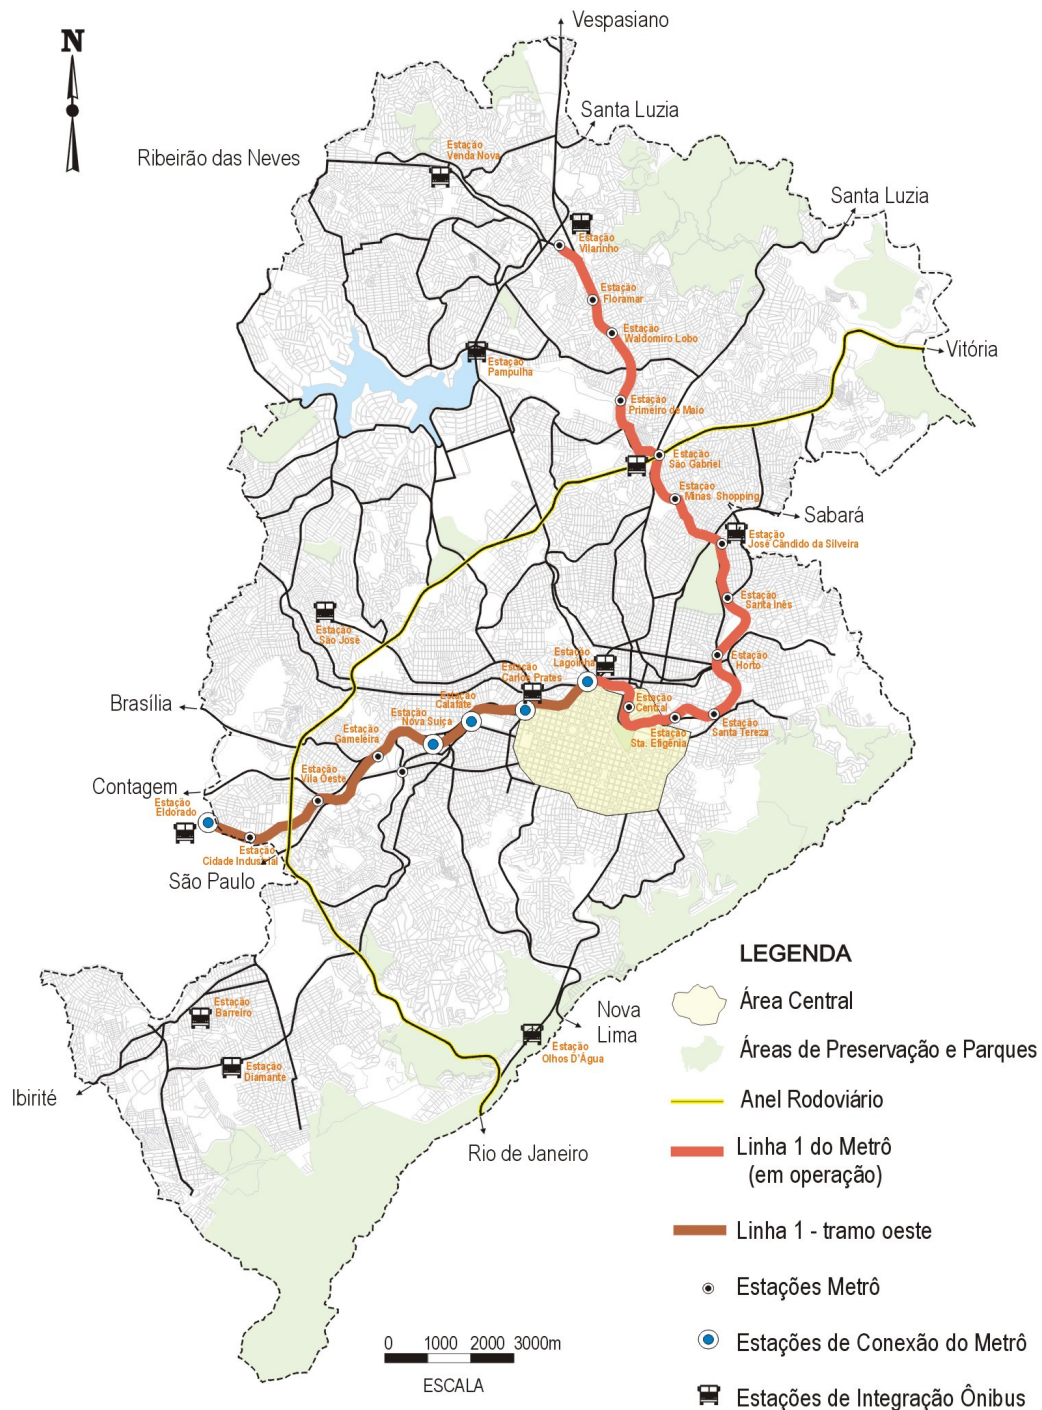 Vespasiano
N
Santa Luzia
Ribeirão das Neves
Estação
Venda Nova
Santa Luzia
Estação
Vilarinho
Estação
Floramar
Estação
Waldomiro Lobo
Vitória
Estação
Pampulha
Estação
Primeiro de Maio
Estação
São Gabriel
Estação
Minas Shopping
Sabará
Estação
José Cândido da Silveira
Estação
Santa Inês
Estação
São José
Estação
Horto
Estação
Lagoinha
Estação
Carlos Prates
Estação
Calafate
Estação
Central
Brasília
Estação
Nova Suíça
Estação
Gameleira
Estação
Sta. Efigênia
Estação
Santa Tereza
Estação
Vila Oeste
Contagem
Estação
Eldorado
Estação
Cidade Industrial
São Paulo
LEGENDA
Área Central
Áreas de Preservação e Parques
Anel Rodoviário
Linha 1 do Metrô
(em operação)
Linha 1 - tramo oeste
Estações Metrô
Estações de Conexão do Metrô
Estações de Integração Ônibus
Estação
Barreiro
Nova
Lima
Estação
Olhos D'Água
Estação
Diamante
Ibirité
Rio de Janeiro
0 1000 2000 3000m
ESCALA